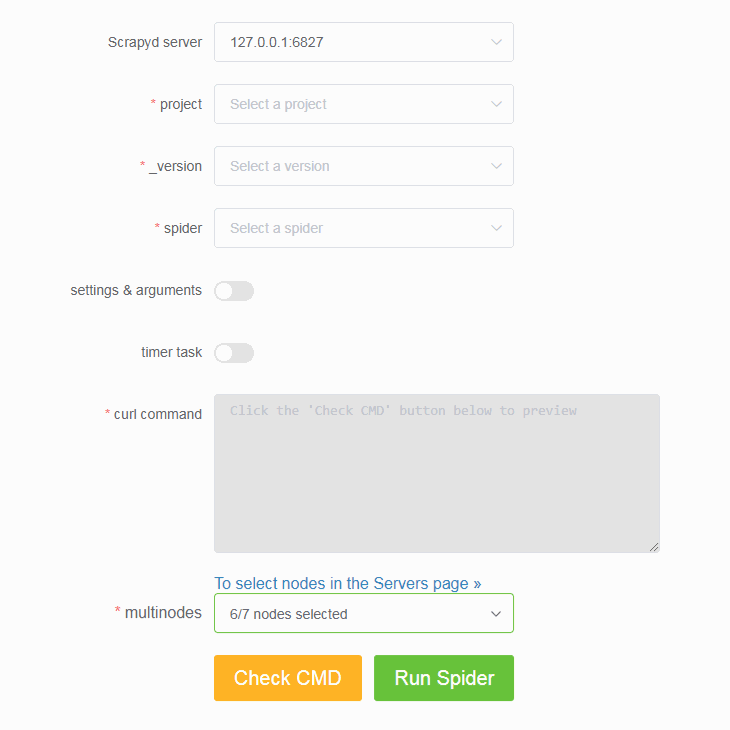 Scrapyd server 127.0.0.1:6827
* project Select a project
* _version Select a version
* spider Select a spider
settings & arguments
timer task
* curl command Click the 'Check CMD' button below to preview
To select nodes in the Servers page »
* multinodes 6/7 nodes selected
Check CMD Run Spider